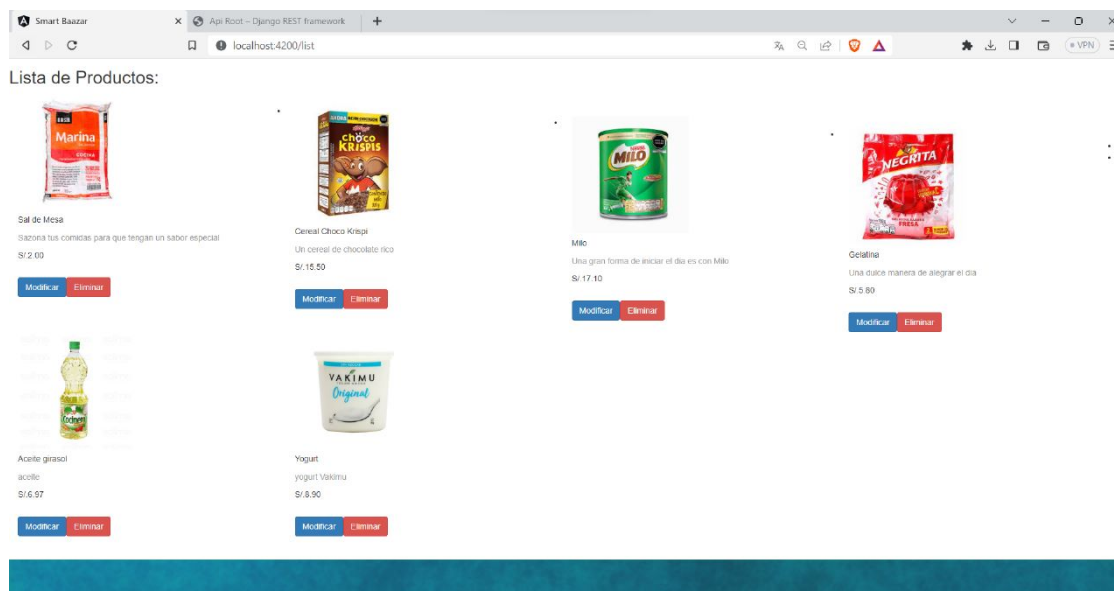 Smart Baazar
Api Root – Django REST framework
localhost:4200/list
VPN
Lista de Productos:
Marina
COCINA
Choco
KRISPIS
MILO
NEGRITA
FRESA
Sal de Mesa
Sazona tus comidas para que tengan un sabor especial
S/.2.00
Modificar Eliminar
Cereal Choco Krispi
Un cereal de chocolate rico
S/.15.50
Modificar Eliminar
Milo
Una gran forma de iniciar el dia es con Milo
S/.17.10
Modificar Eliminar
Gelatina
Una dulce manera de alegrar el dia
S/.5.60
Modificar Eliminar
Cocinero
VAKIMU
Original
Aceite girasol
aceite
S/.6.97
Modificar Eliminar
Yogurt
yogurt Vakimu
S/.8.90
Modificar Eliminar